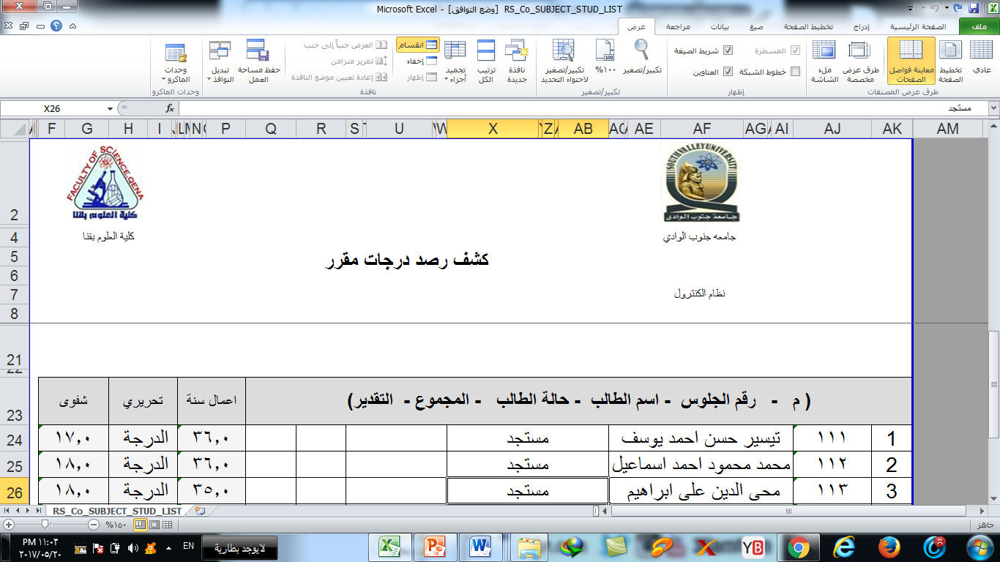 Microsoft Excel - [وضع التوافق] RS_Co_SUBJECT_STUD_LIST
ملف الصفحة الرئيسية إدراج تخطيط الصفحة صيغ بيانات مراجعة عرض
عادي تخطيط الصفحة معاينة فواصل الصفحات طرق عرض مخصصة ملء الشاشة
طرق عرض المصنفات
المسطرة شريط الصيغة
خطوط الشبكة العناوين
إظهار
تكبير/تصغير ١٠٠% تكبير/تصغير لاحتواء التحديد
تكبير/تصغير
نافذة جديدة ترتيب الكل تجميد أجزاء
انقسام العرض جنباً إلى جنب
إخفاء تمرير متزامن
إظهار إعادة تعيين موضع النافذة
حفظ مساحة العمل تبديل النوافذ
نافذة
وحدات الماكرو
وحدات الماكرو
X26 fx مستجد
F G H I P Q R S U X Z AB AE AF AG AI AJ AK AM
2
SOUTH VALLEY UNIVERSITY
جامعة جنوب الوادى
FACULTY OF SCIENCE.QENA
كلية العلوم بقنا
4 جامعه جنوب الوادي كلية العلوم بقنا
5 كشف رصد درجات مقرر
6
7 نظام الكنترول
8
21
22
23 ( م - رقم الجلوس - اسم الطالب - حالة الطالب - المجموع - التقدير) اعمال سنة تحريري شفوى
24 1 ١١١ تيسير حسن احمد يوسف مستجد ٣٦,٠ الدرجة ١٧,٠
25 2 ١١٢ محمد محمود احمد اسماعيل مستجد ٣٦,٠ الدرجة ١٨,٠
26 3 ١١٣ محى الدين على ابراهيم مستجد ٣٥,٠ الدرجة ١٨,٠
RS_Co_SUBJECT_STUD_LIST
جاهز ١٥٠%
EN لايوجد بطارية
YB
١١:٠٣ PM
٢٠١٧/٠٥/٢٠